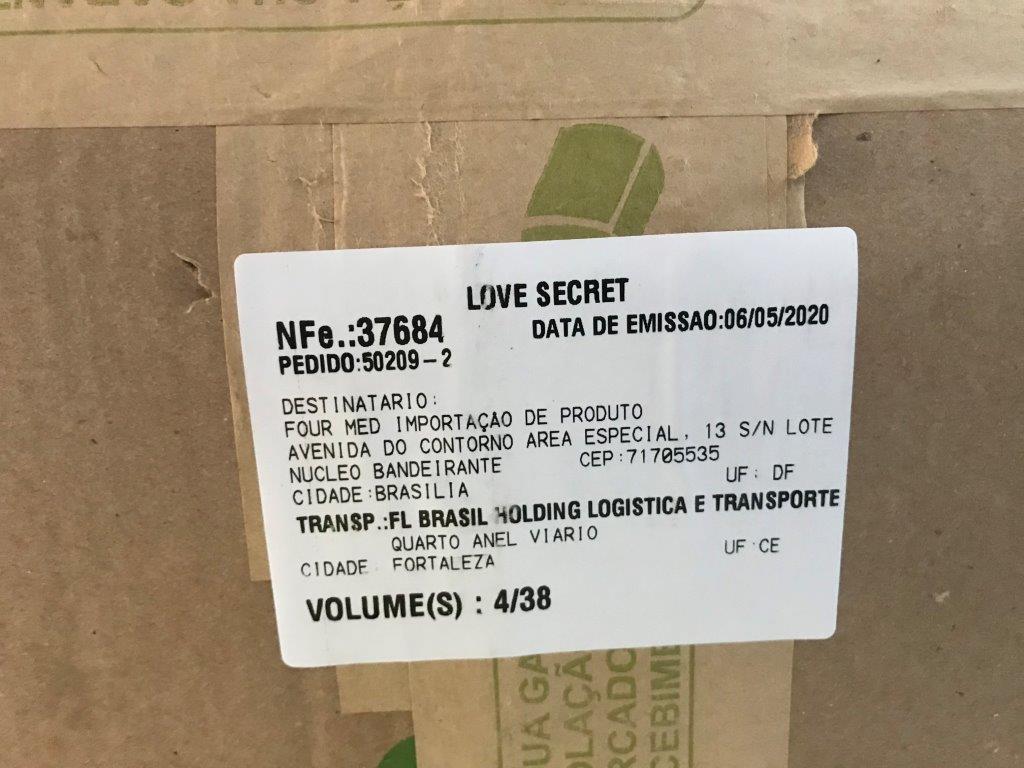 LOVE SECRET
NFe.:37684 DATA DE EMISSAO:06/05/2020
PEDIDO:50209-2
DESTINATARIO:
FOUR MED IMPORTAÇAO DE PRODUTO
AVENIDA DO CONTORNO AREA ESPECIAL, 13 S/N LOTE
NUCLEO BANDEIRANTE CEP:71705535
CIDADE:BRASILIA UF: DF
TRANSP.:FL BRASIL HOLDING LOGISTICA E TRANSPORTE
QUARTO ANEL VIARIO
CIDADE FORTALEZA UF:CE
VOLUME(S) : 4/38